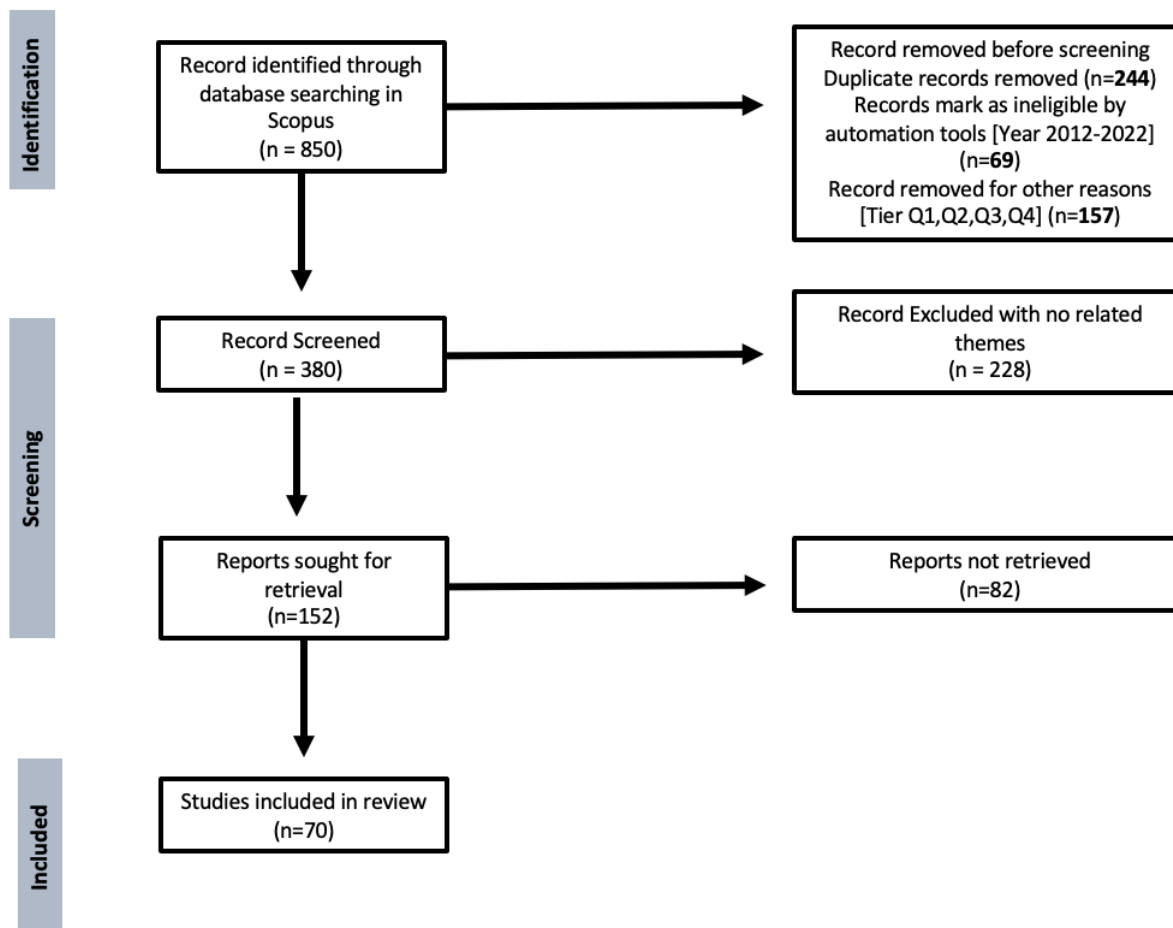 Identification
Record identified through
database searching in
Scopus
(n = 850)
Record removed before screening
Duplicate records removed (n=244)
Records mark as ineligible by
automation tools [Year 2012-2022]
(n=69)
Record removed for other reasons
[Tier Q1,Q2,Q3,Q4] (n=157)
Screening
Record Screened
(n = 380)
Record Excluded with no related
themes
(n = 228)
Reports sought for
retrieval
(n=152)
Reports not retrieved
(n=82)
Included
Studies included in review
(n=70)